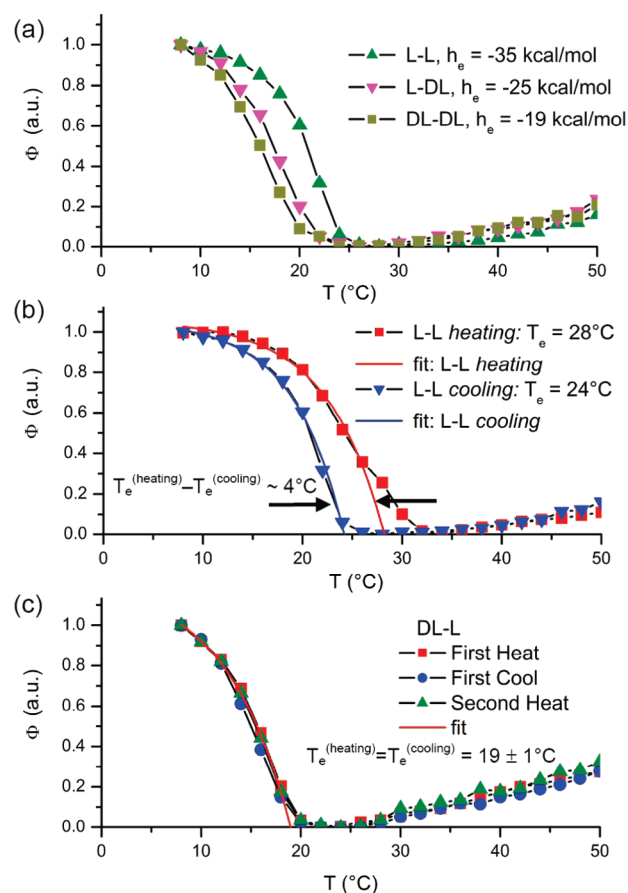 (a)
L-L, hₑ = -35 kcal/mol
L-DL, hₑ = -25 kcal/mol
DL-DL, hₑ = -19 kcal/mol
Φ (a.u.)
1.0
0.8
0.6
0.4
0.2
0.0
0 10 20 30 40 50
T (°C)
(b)
L-L heating: Tₑ = 28°C
fit: L-L heating
L-L cooling: Tₑ = 24°C
fit: L-L cooling
Tₑ^(heating)–Tₑ^(cooling) ~ 4°C
Φ (a.u.)
1.0
0.8
0.6
0.4
0.2
0.0
0 10 20 30 40 50
T (°C)
(c)
DL-L
First Heat
First Cool
Second Heat
fit
Tₑ^(heating)=Tₑ^(cooling) = 19 ± 1°C
Φ (a.u.)
1.0
0.8
0.6
0.4
0.2
0.0
0 10 20 30 40 50
T (°C)